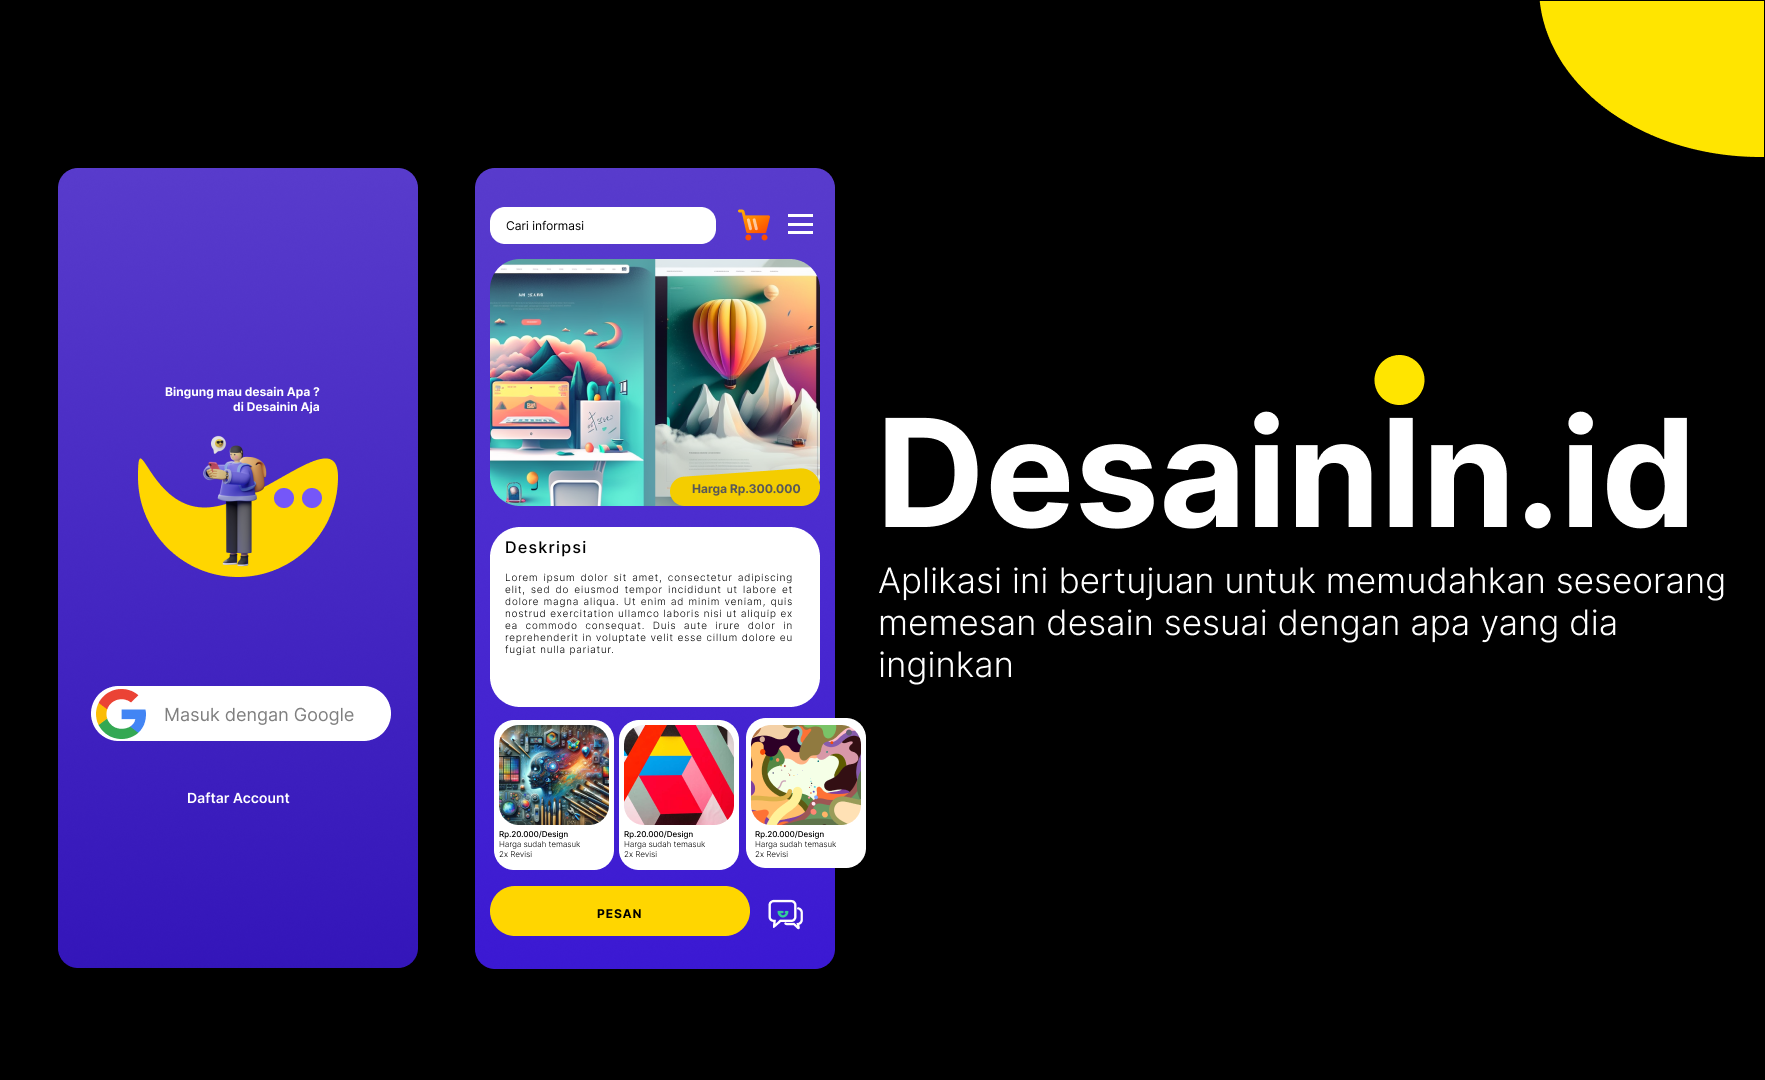 Bingung mau desain Apa ?
di Desainin Aja
Masuk dengan Google
Daftar Account
Cari informasi
Harga Rp.300.000
Deskripsi
Lorem ipsum dolor sit amet, consectetur adipiscing
elit, sed do eiusmod tempor incididunt ut labore et
dolore magna aliqua. Ut enim ad minim veniam, quis
nostrud exercitation ullamco laboris nisi ut aliquip ex
ea commodo consequat. Duis aute irure dolor in
reprehenderit in voluptate velit esse cillum dolore eu
fugiat nulla pariatur.
Rp.20.000/Design
Harga sudah temasuk
2x Revisi
Rp.20.000/Design
Harga sudah temasuk
2x Revisi
Rp.20.000/Design
Harga sudah temasuk
2x Revisi
PESAN
DesainIn.id
Aplikasi ini bertujuan untuk memudahkan seseorang
memesan desain sesuai dengan apa yang dia
inginkan